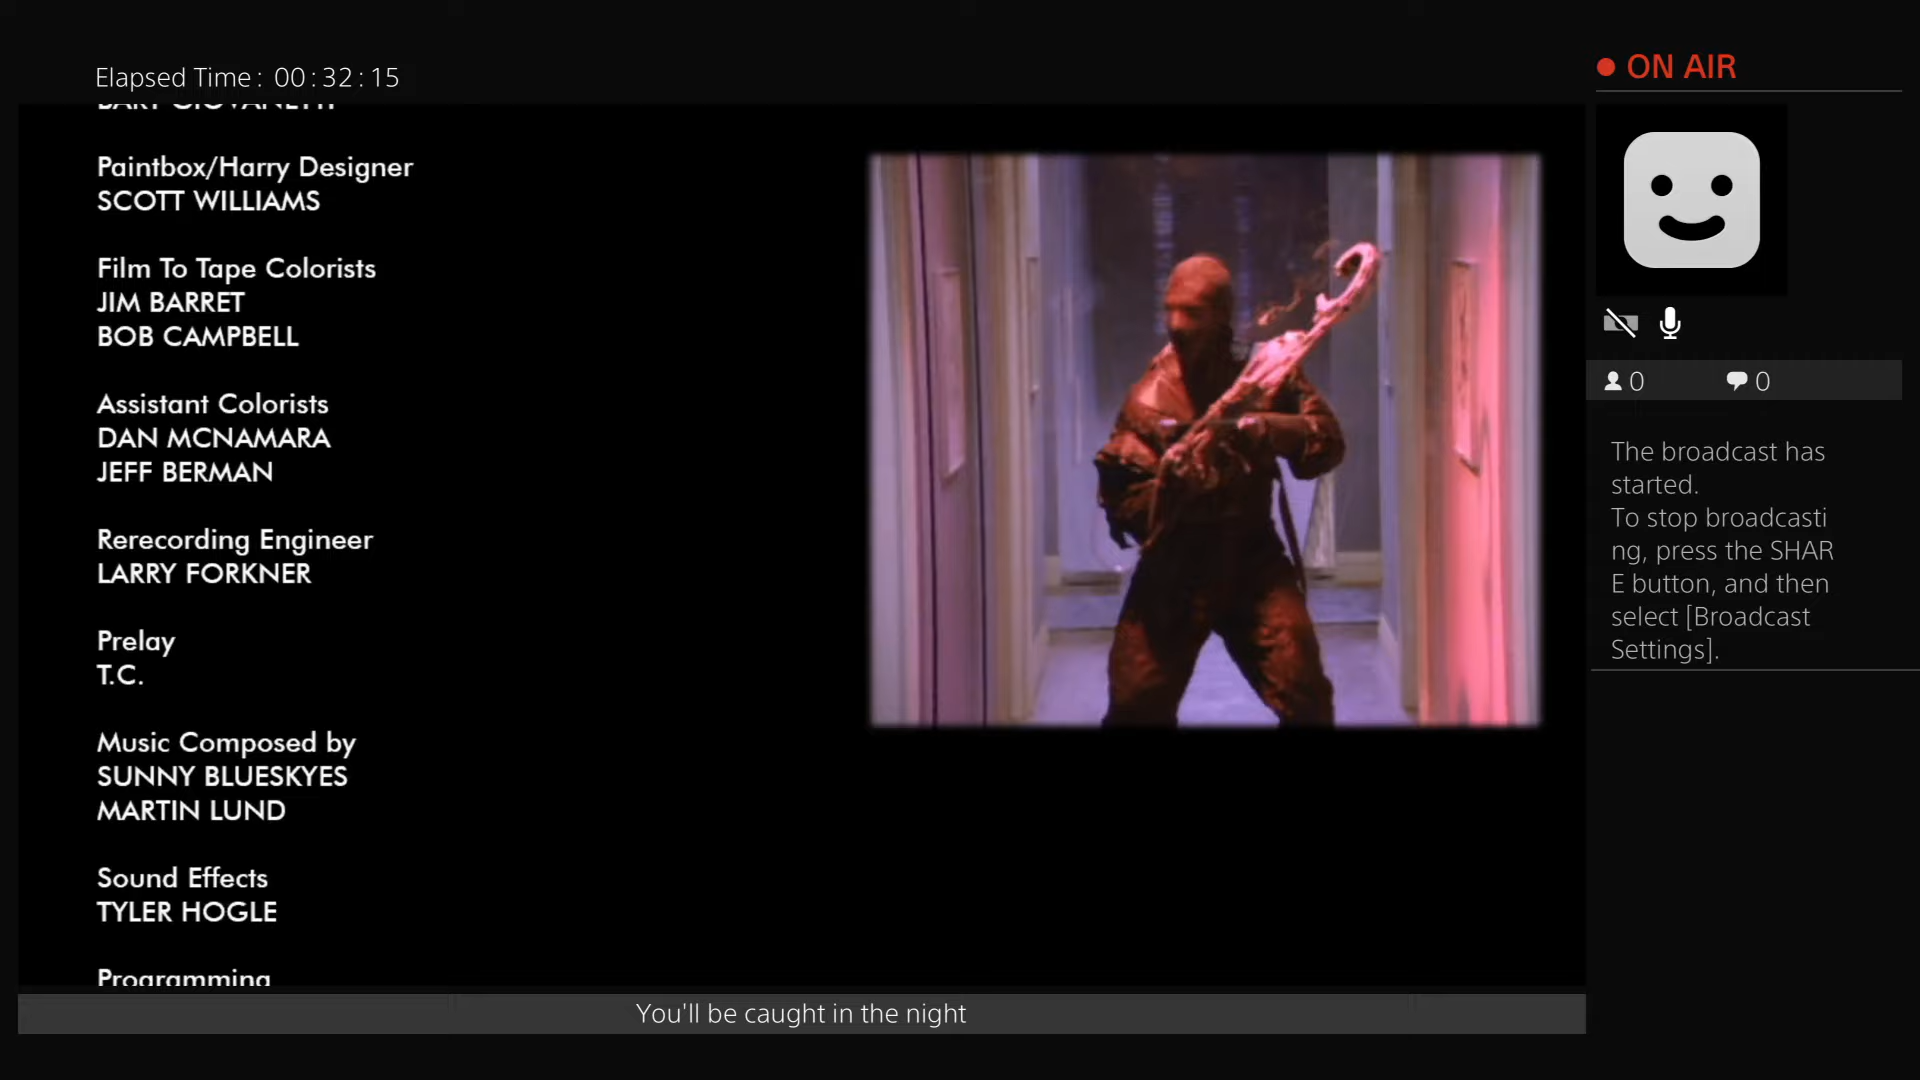 Elapsed Time : 00 : 32 : 15
ON AIR
BART GIOVANETTI
Paintbox/Harry Designer
SCOTT WILLIAMS
Film To Tape Colorists
JIM BARRET
BOB CAMPBELL
Assistant Colorists
DAN MCNAMARA
JEFF BERMAN
Rerecording Engineer
LARRY FORKNER
Prelay
T.C.
Music Composed by
SUNNY BLUESKYES
MARTIN LUND
Sound Effects
TYLER HOGLE
Programming
0
0
The broadcast has
started.
To stop broadcasti
ng, press the SHAR
E button, and then
select [Broadcast
Settings].
You'll be caught in the night